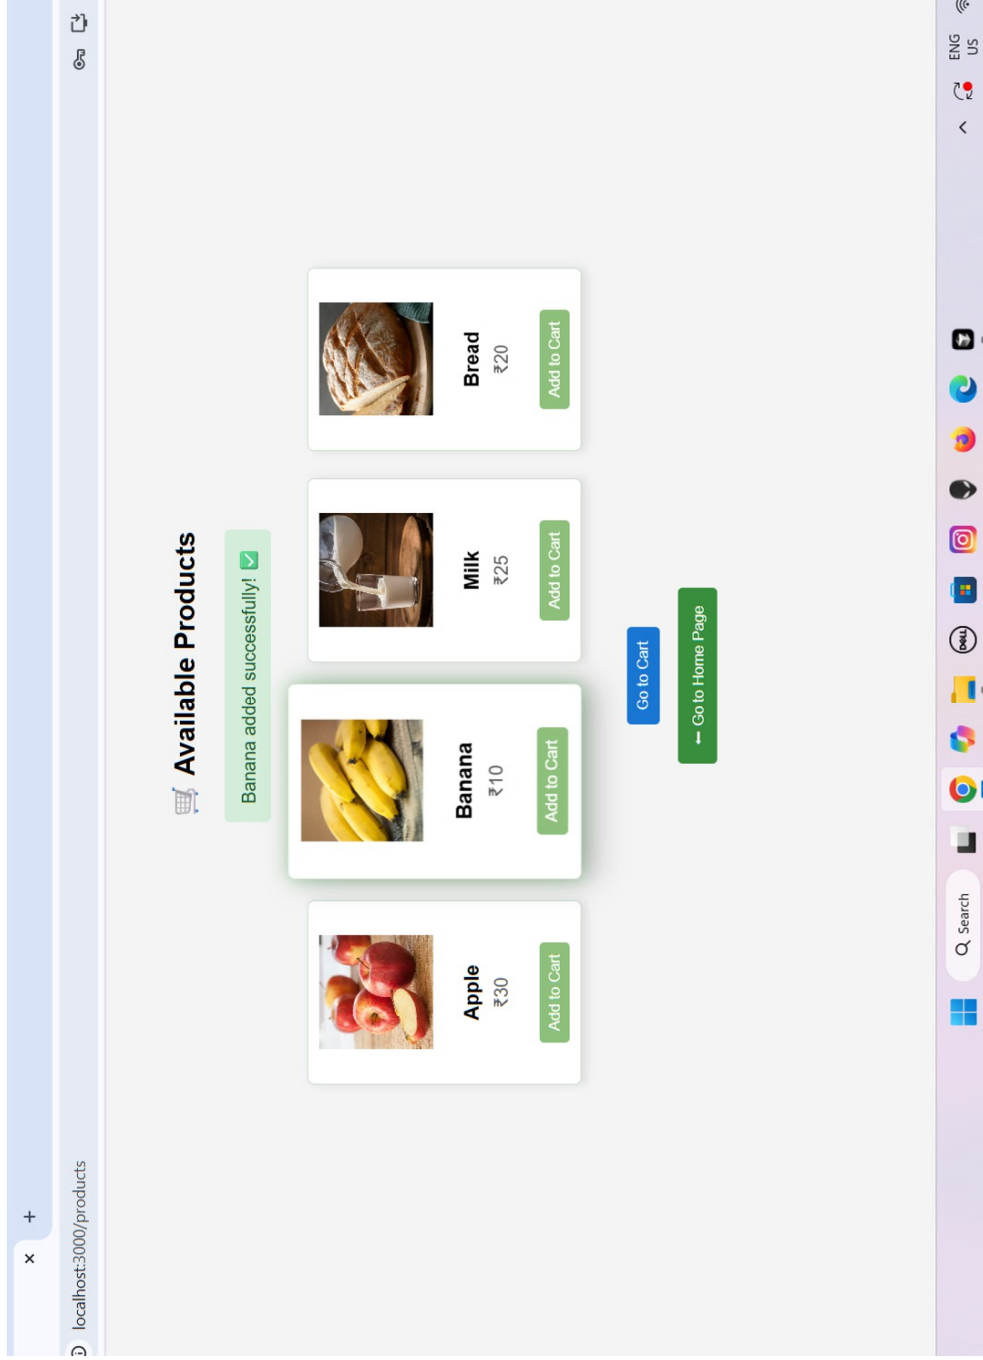 ×
+
localhost:3000/products
🛒 Available Products
Banana added successfully! ✅
Apple
₹30
Add to Cart
Banana
₹10
Add to Cart
Milk
₹25
Add to Cart
Bread
₹20
Add to Cart
Go to Cart
← Go to Home Page
Search
DELL
ENG
US